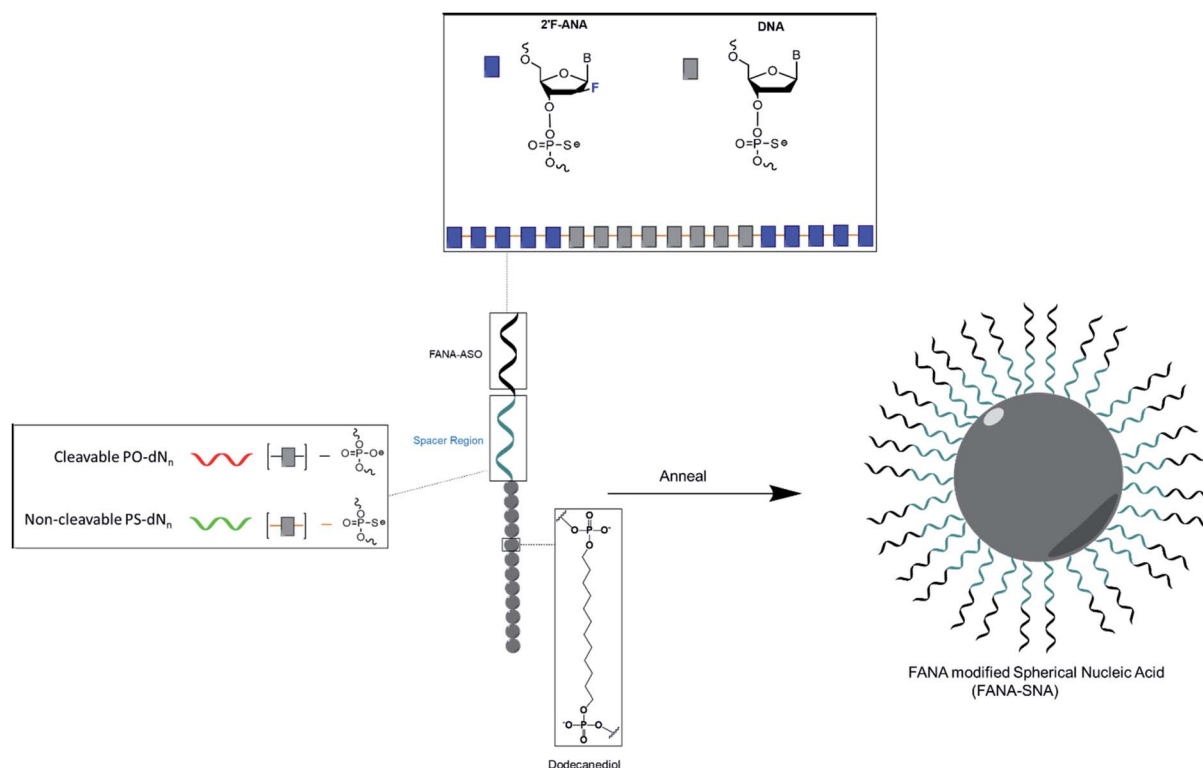 2'F-ANA
DNA
B
O
O
F
O
O
O=P-S⊖
O
B
O
O
O
O
O=P-S⊖
O
FANA-ASO
Spacer Region
Cleavable PO-dNn
O
O=P-O⊖
O
Non-cleavable PS-dNn
O
O=P-S⊖
O
Anneal
O
O-P-O-
O
O
-O-P-O
O
Dodecanediol
FANA modified Spherical Nucleic Acid
(FANA-SNA)